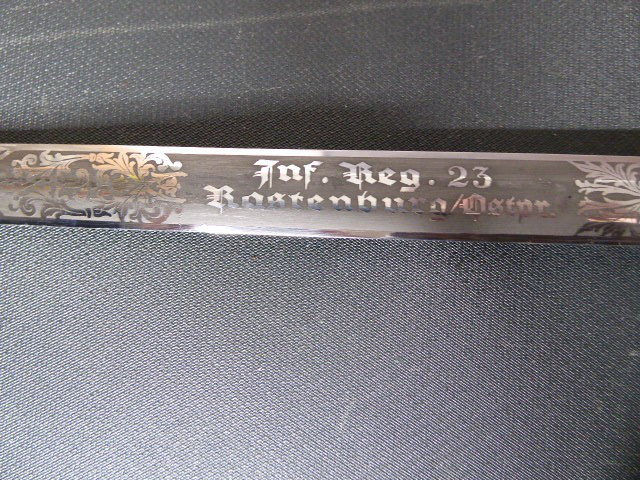 Inf. Reg. 23
Rastenburg/Ostpr.